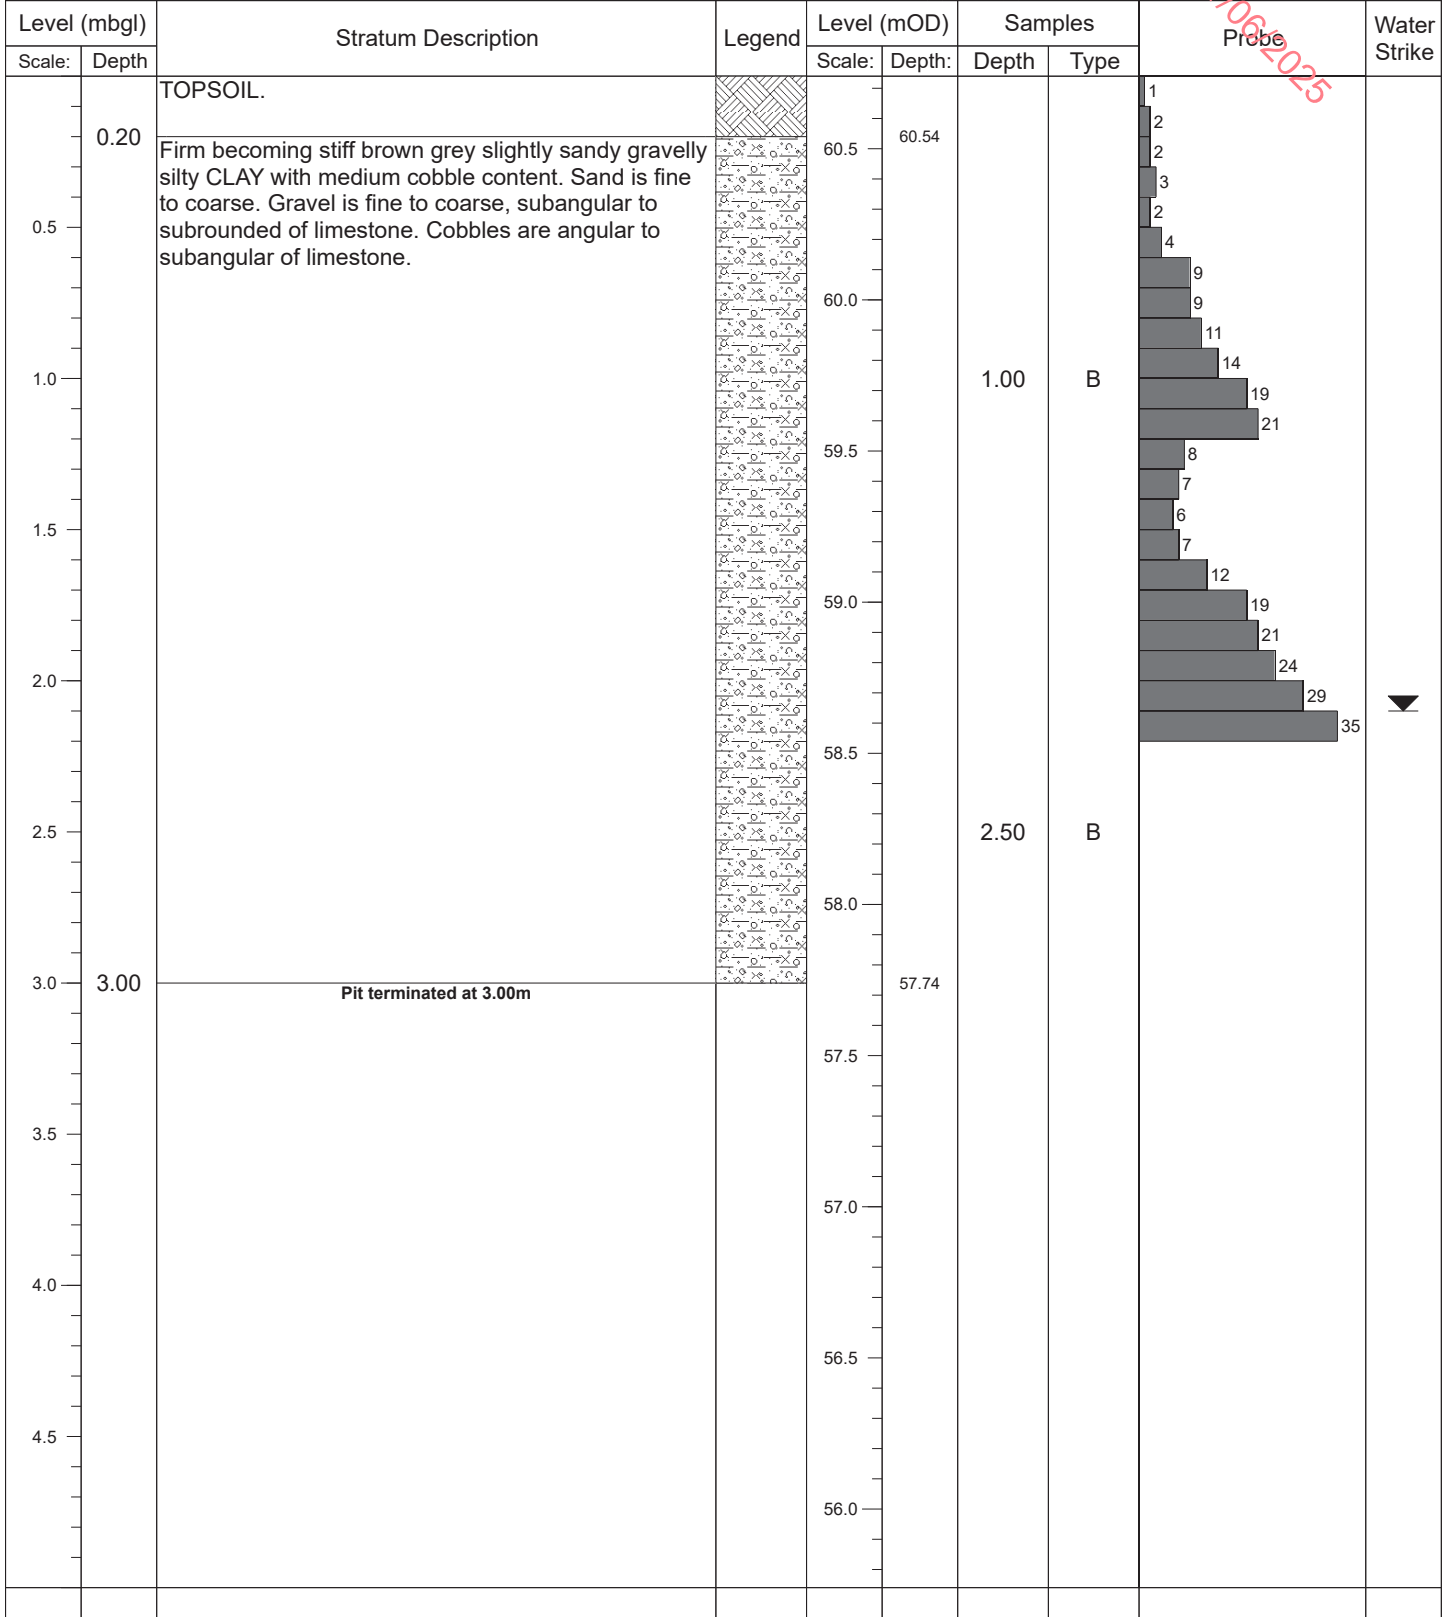 Level (mbgl)
Stratum Description
Legend
Level (mOD)
Samples
Probe
Water
Strike
Scale:
Depth
Scale:
Depth:
Depth
Type
/06/2025
TOPSOIL.
0.20
60.54
Firm becoming stiff brown grey slightly sandy gravelly
silty CLAY with medium cobble content. Sand is fine
to coarse. Gravel is fine to coarse, subangular to
subrounded of limestone. Cobbles are angular to
subangular of limestone.
0.5
1.0
1.5
2.0
2.5
3.0
3.5
4.0
4.5
3.00
Pit terminated at 3.00m
57.74
60.5
60.0
59.5
59.0
58.5
58.0
57.5
57.0
56.5
56.0
1.00
B
2.50
B
1
2
2
3
2
4
9
9
11
14
19
21
8
7
6
7
12
19
21
24
29
35